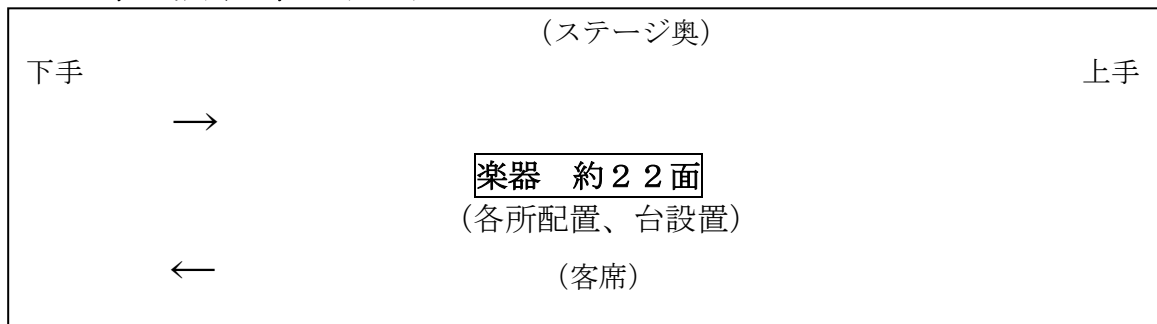 (ステージ奥)
下手 上手
→
楽器 約22面
(各所配置、台設置)
← (客席)